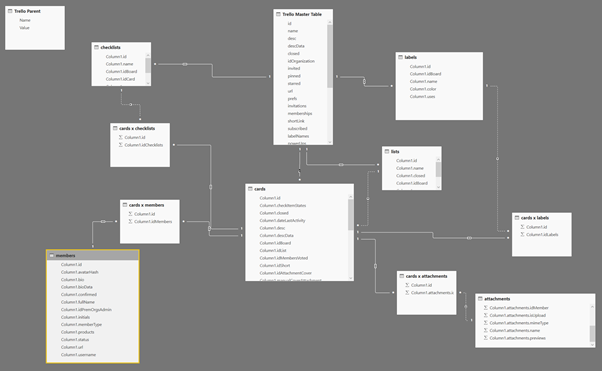 Trello Parent
Name
Value
checklists
Column1.id
Column1.name
Column1.idBoard
Column1.idCard
Trello Master Table
id
name
desc
descData
closed
idOrganization
invited
pinned
starred
url
prefs
invitations
memberships
shortLink
subscribed
labelNames
powerUps
labels
Column1.id
Column1.idBoard
Column1.name
Column1.color
Column1.uses
cards x checklists
Column1.id
Column1.idChecklists
lists
Column1.id
Column1.name
Column1.closed
Column1.idBoard
cards
Column1.id
Column1.checkItemStates
Column1.closed
Column1.dateLastActivity
Column1.desc
Column1.descData
Column1.idBoard
Column1.idList
Column1.idMembersVoted
Column1.idShort
Column1.idAttachmentCover
cards x members
Column1.id
Column1.idMembers
cards x labels
Column1.id
Column1.idLabels
members
Column1.id
Column1.avatarHash
Column1.bio
Column1.bioData
Column1.confirmed
Column1.fullName
Column1.idPremOrgsAdmin
Column1.initials
Column1.memberType
Column1.products
Column1.status
Column1.url
Column1.username
cards x attachments
Column1.id
Column1.attachments.i
attachments
Column1.attachments.idMember
Column1.attachments.isUpload
Column1.attachments.mimeType
Column1.attachments.name
Column1.attachments.previews